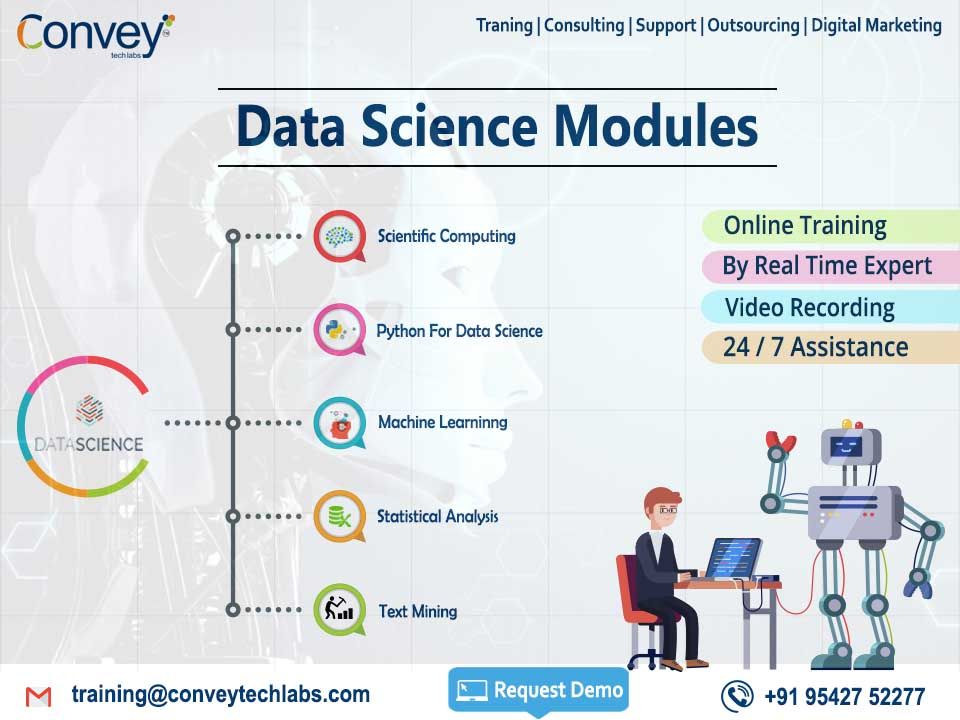 Convey
tech labs
Traning | Consulting | Support | Outsourcing | Digital Marketing
Data Science Modules
Scientific Computing
Python For Data Science
Machine Learninng
Statistical Analysis
Text Mining
DATASCIENCE
Online Training
By Real Time Expert
Video Recording
24 / 7 Assistance
training@conveytechlabs.com
Request Demo
+91 95427 52277